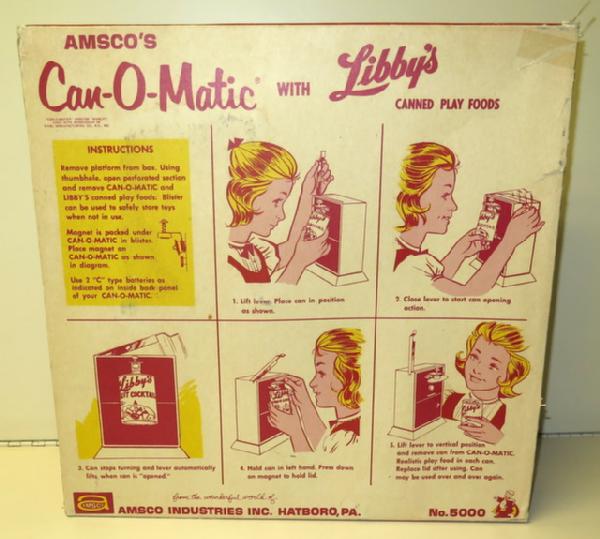 AMSCO'S
Can-O-Matic® WITH Libby's
CANNED PLAY FOODS
INSTRUCTIONS
Remove platform from box. Using
thumbhole, open perforated section
and remove CAN-O-MATIC and
LIBBY'S canned play foods. Blister
can be used to safely store toys
when not in use.
Magnet is packed under
CAN-O-MATIC in blister.
Place magnet on
CAN-O-MATIC as shown
in diagram.
Use 2 "C" type batteries as
indicated on inside back panel
of your CAN-O-MATIC.
Libby's
1. Lift lever. Place can in position
as shown.
Libby's
2. Close lever to start can opening
action.
Libby's
COCKTAIL
3. Can stops turning and lever automatically
lifts, when can is "opened."
Libby's
4. Hold can in left hand. Press down
on magnet to hold lid.
Libby's
5. Lift lever to vertical position
and remove can from CAN-O-MATIC.
Realistic play food in each can.
Replace lid after using. Can
may be used over and over again.
AMSCO
from the wonderful world of...
AMSCO INDUSTRIES INC. HATBORO, PA.
No. 5000